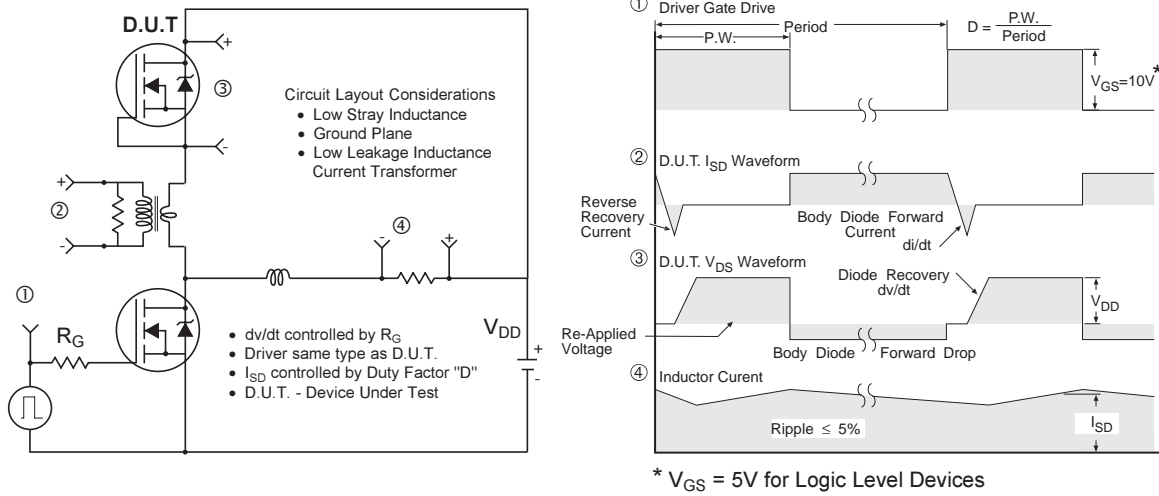 D.U.T
+
③
-
Circuit Layout Considerations
• Low Stray Inductance
• Ground Plane
• Low Leakage Inductance
Current Transformer
+
②
-
④
- +
①
R_G
V_DD
+
-
• dv/dt controlled by R_G
• Driver same type as D.U.T.
• I_SD controlled by Duty Factor "D"
• D.U.T. - Device Under Test
① Driver Gate Drive
P.W.
Period
D = P.W.
Period
V_GS=10V *
② D.U.T. I_SD Waveform
Reverse
Recovery
Current
Body Diode Forward
Current
di/dt
③ D.U.T. V_DS Waveform
Diode Recovery
dv/dt
V_DD
Re-Applied
Voltage
Body Diode Forward Drop
④ Inductor Curent
Ripple ≤ 5%
I_SD
* V_GS = 5V for Logic Level Devices